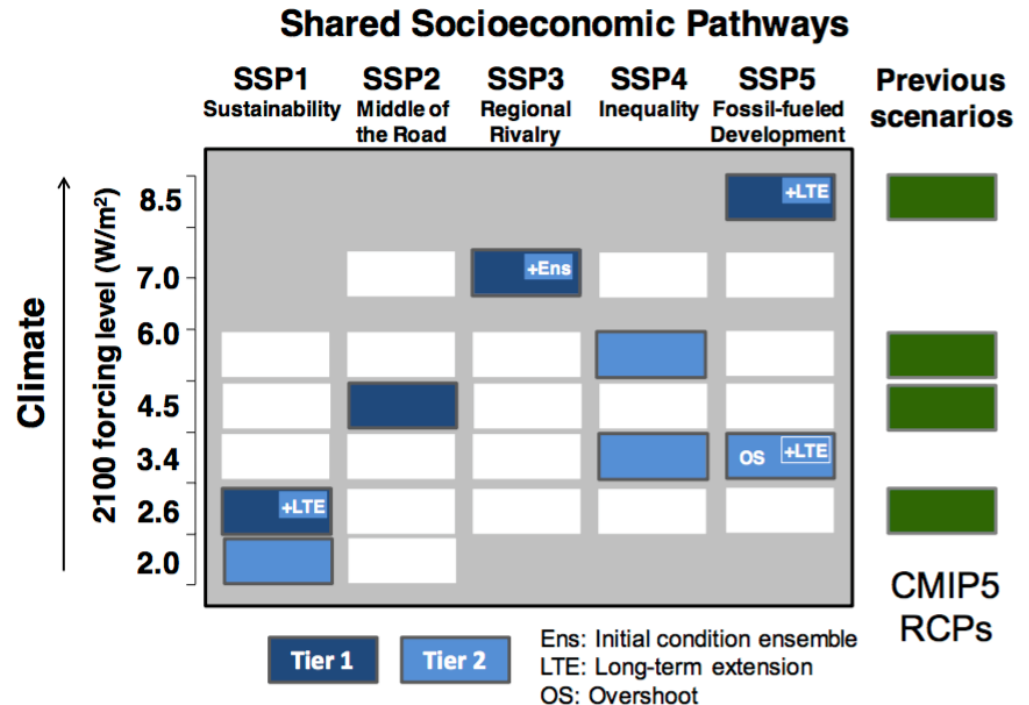 Shared Socioeconomic Pathways
SSP1 SSP2 SSP3 SSP4 SSP5 Previous
Sustainability Middle of Regional Inequality Fossil-fueled scenarios
the Road Rivalry Development
Climate
2100 forcing level (W/m²)
8.5 +LTE
7.0 +Ens
6.0
4.5
3.4 OS +LTE
2.6 +LTE
2.0
CMIP5
RCPs
Tier 1 Tier 2
Ens: Initial condition ensemble
LTE: Long-term extension
OS: Overshoot